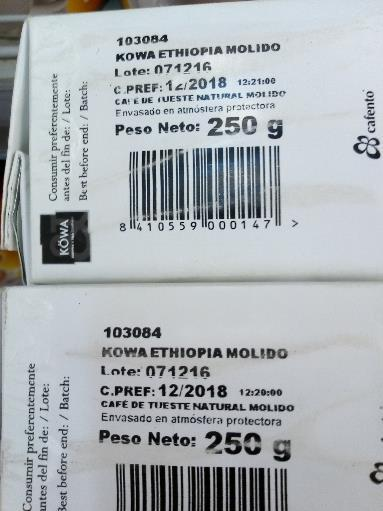 103084
KOWA ETHIOPIA MOLIDO
Lote: 071216
C.PREF: 12/2018 12:21:00
CAFE DE TUESTE NATURAL MOLIDO
Envasado en atmósfera protectora
Peso Neto: 250 g
8 410559 000147 >
Consumir preferentemente
antes del fin de: / Lote:
Best before end: / Batch:
KÖWA
cafento
103084
KOWA ETHIOPIA MOLIDO
Lote: 071216
C.PREF: 12/2018 12:20:00
CAFÉ DE TUESTE NATURAL MOLIDO
Envasado en atmósfera protectora
Peso Neto: 250 g
Consumir preferentemente
antes del fin de: / Lote:
Best before end: / Batch: